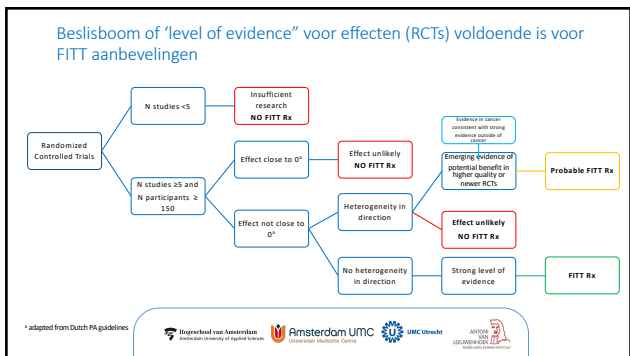 Beslisboom of ‘level of evidence” voor effecten (RCTs) voldoende is voor
FITT aanbevelingen
Randomized
Controlled Trials
N studies <5
Insufficient
research
NO FITT Rx
N studies ≥5 and
N participants ≥
150
Effect close to 0ᵃ
Effect unlikely
NO FITT Rx
Effect not close to
0ᵃ
Heterogeneity in
direction
Evidence in cancer
consistent with strong
evidence outside of
cancer
Emerging evidence of
potential benefit in
higher quality or
newer RCTs
Probable FITT Rx
Effect unlikely
NO FITT Rx
No heterogeneity
in direction
Strong level of
evidence
FITT Rx
ᵃ adapted from Dutch PA guidelines
Hogeschool van Amsterdam
Amsterdam University of Applied Sciences
Amsterdam UMC
Universitair Medische Centra
UMC Utrecht
ANTONI
VAN
LEEUWENHOEK
NEDERLANDS KANKER INSTITUUT